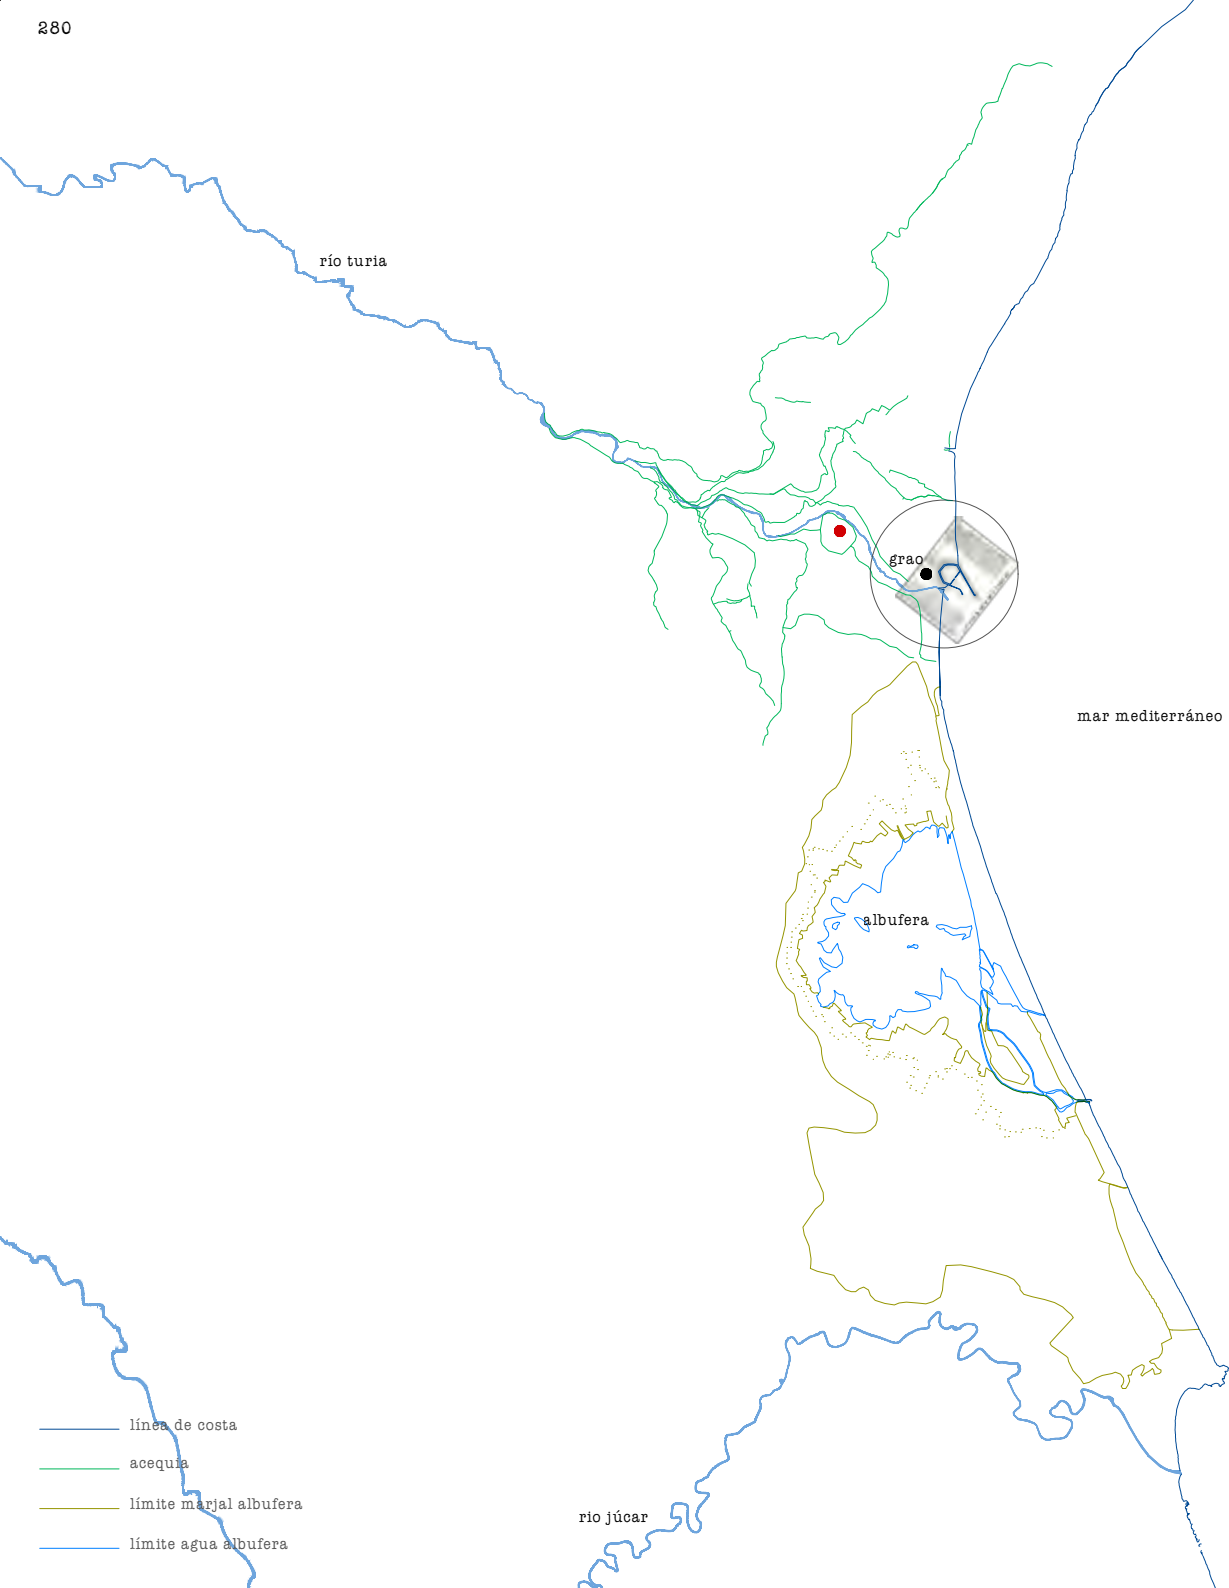 280
río turia
grao
mar mediterráneo
albufera
línea de costa
acequia
límite marjal albufera
rio júcar
límite agua albufera